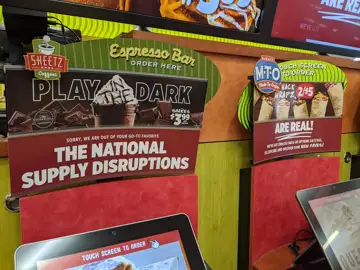 SHEETZ
Espresso Bar
ORDER HERE
PLAY DARK
$3.99
SORRY, WE ARE OUT OF YOUR GO-TO FAVORITE
THE NATIONAL
SUPPLY DISRUPTIONS
TOUCH SCREEN TO ORDER
MTO
TOUCH SCREEN
TO ORDER
2/$5
ARE REAL!